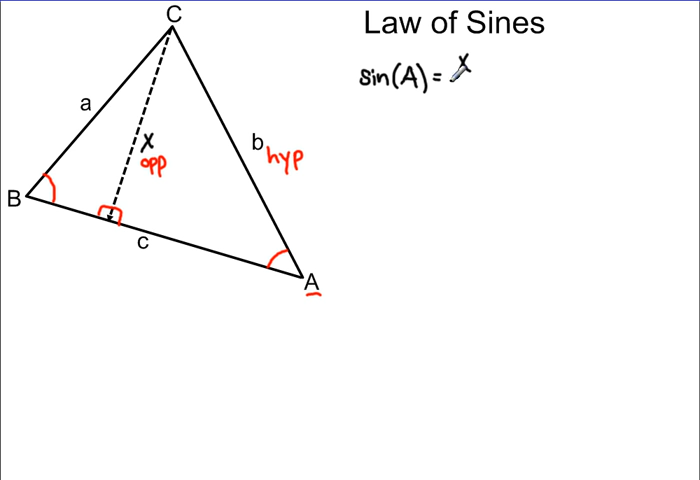 C
Law of Sines
sin(A) = x
a
x
opp
b
hyp
B
c
A